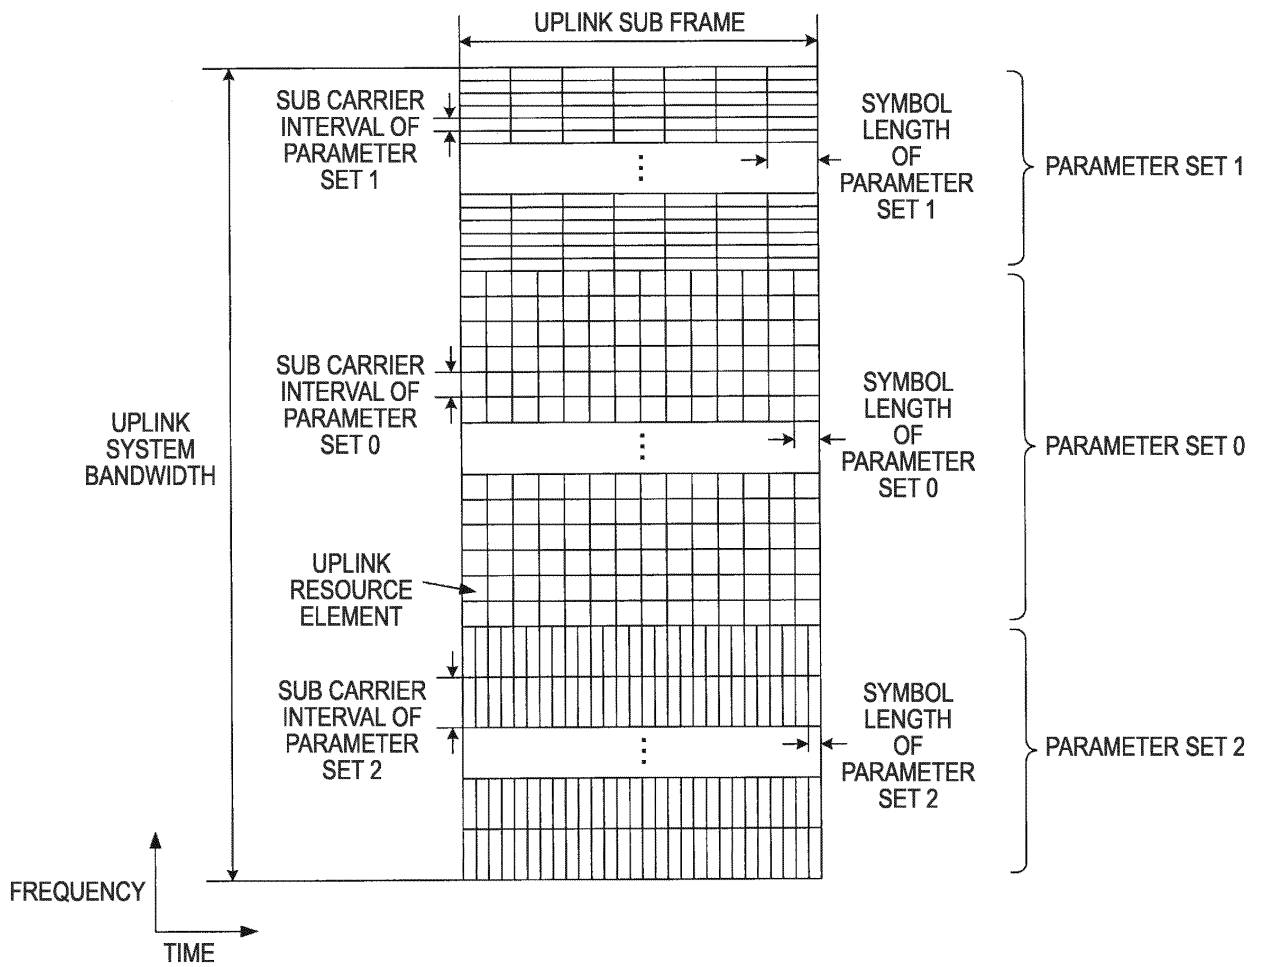 UPLINK SUB FRAME
SUB CARRIER
INTERVAL OF
PARAMETER
SET 1
SYMBOL
LENGTH
OF
PARAMETER
SET 1
PARAMETER SET 1
SUB CARRIER
INTERVAL OF
PARAMETER
SET 0
SYMBOL
LENGTH
OF
PARAMETER
SET 0
PARAMETER SET 0
UPLINK
SYSTEM
BANDWIDTH
UPLINK
RESOURCE
ELEMENT
SUB CARRIER
INTERVAL OF
PARAMETER
SET 2
SYMBOL
LENGTH
OF
PARAMETER
SET 2
PARAMETER SET 2
FREQUENCY
TIME